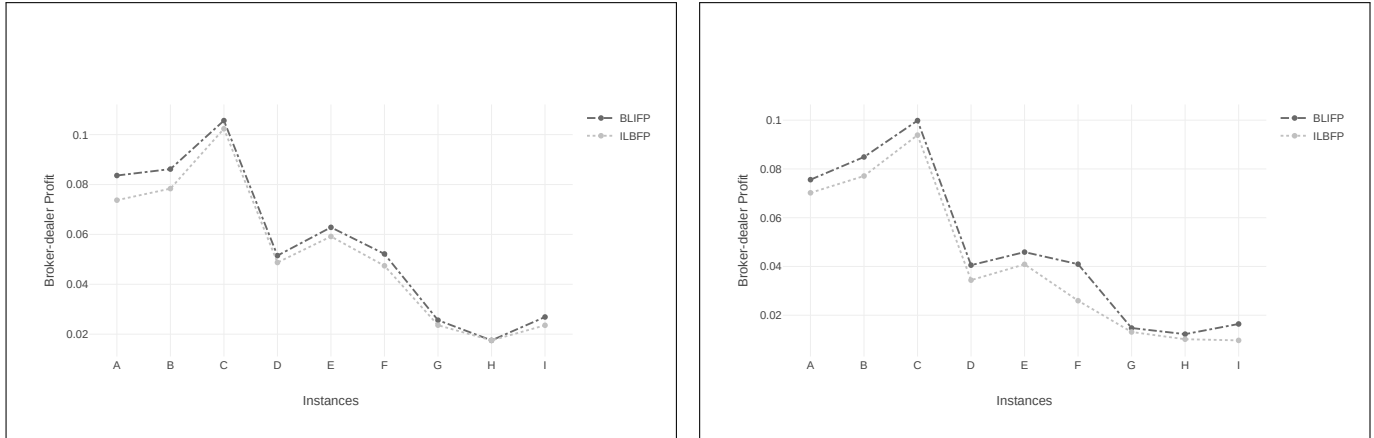 BLIFP
ILBFP
0.1
0.08
0.06
0.04
0.02
Broker-dealer Profit
A B C D E F G H I
Instances
BLIFP
ILBFP
0.1
0.08
0.06
0.04
0.02
Broker-dealer Profit
A B C D E F G H I
Instances